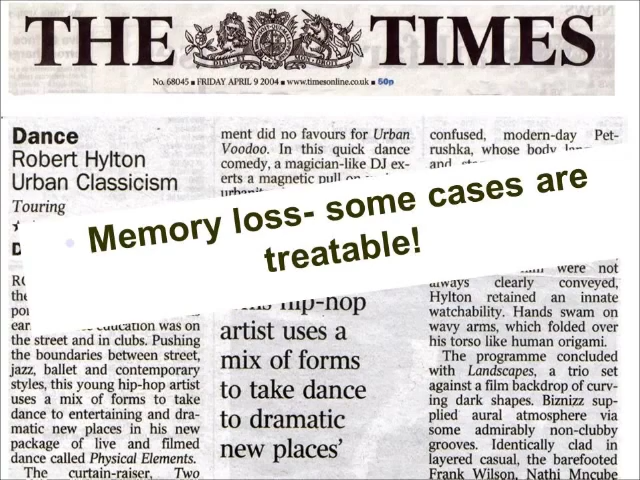 THE TIMES
DIEU ET MON DROIT
No. 68045 ■ FRIDAY APRIL 9 2004 ■ www.timesonline.co.uk ■ 50p
Dance
Robert Hylton
Urban Classicism
Touring
D
the
education was on
the street and in clubs. Pushing
the boundaries between street,
jazz, ballet and contemporary
styles, this young hip-hop artist
uses a mix of forms to take
dance to entertaining and dra-
matic new places in his new
package of live and filmed
dance called Physical Elements.
The curtain-raiser, Two
ment did no favours for Urban
Voodoo. In this quick dance
comedy, a magician-like DJ ex-
erts a magnetic pull on
hip-hop
artist uses a
mix of forms
to take dance
to dramatic
new places’
confused, modern-day Pet-
rushka, whose body
and
were not
always clearly conveyed,
Hylton retained an innate
watchability. Hands swam on
wavy arms, which folded over
his torso like human origami.
The programme concluded
with Landscapes, a trio set
against a film backdrop of curv-
ing dark shapes. Biznizz sup-
plied aural atmosphere via
some admirably non-clubby
grooves. Identically clad in
layered casual, the barefooted
Frank Wilson, Nathi Mncube
• Memory loss- some cases are
treatable!